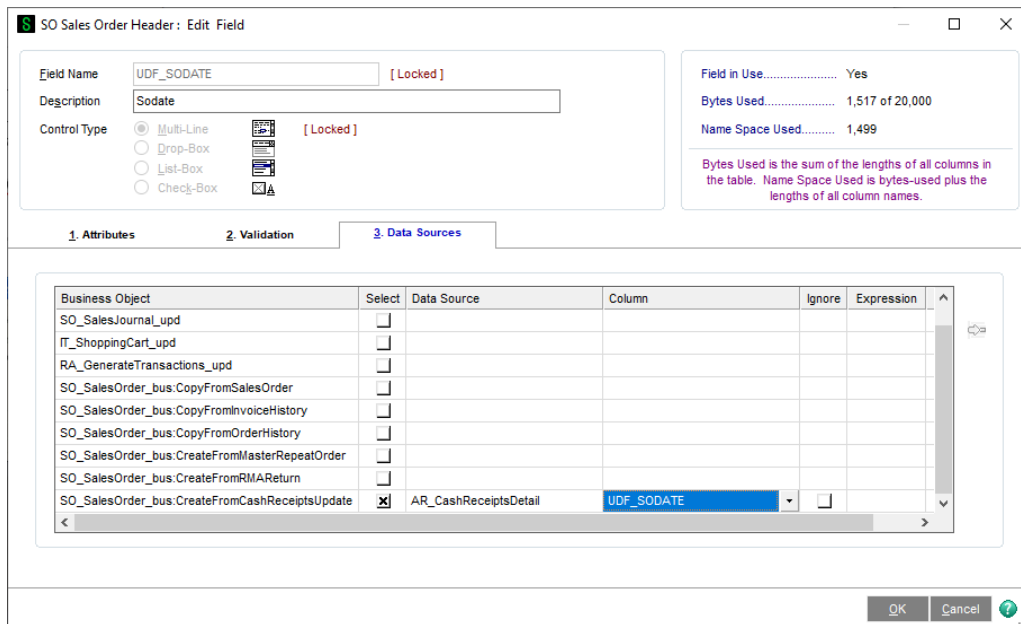 S SO Sales Order Header : Edit Field
Field Name UDF_SODATE [ Locked ]
Description Sodate
Control Type Multi-Line [ Locked ]
Drop-Box
List-Box
Check-Box
Field in Use...................... Yes
Bytes Used.................... 1,517 of 20,000
Name Space Used......... 1,499
Bytes Used is the sum of the lengths of all columns in
the table. Name Space Used is bytes-used plus the
lengths of all column names.
1. Attributes 2. Validation 3. Data Sources
Business Object Select Data Source Column Ignore Expression
SO_SalesJournal_upd
IT_ShoppingCart_upd
RA_GenerateTransactions_upd
SO_SalesOrder_bus:CopyFromSalesOrder
SO_SalesOrder_bus:CopyFromInvoiceHistory
SO_SalesOrder_bus:CopyFromOrderHistory
SO_SalesOrder_bus:CreateFromMasterRepeatOrder
SO_SalesOrder_bus:CreateFromRMAReturn
SO_SalesOrder_bus:CreateFromCashReceiptsUpdate AR_CashReceiptsDetail UDF_SODATE
OK Cancel ?